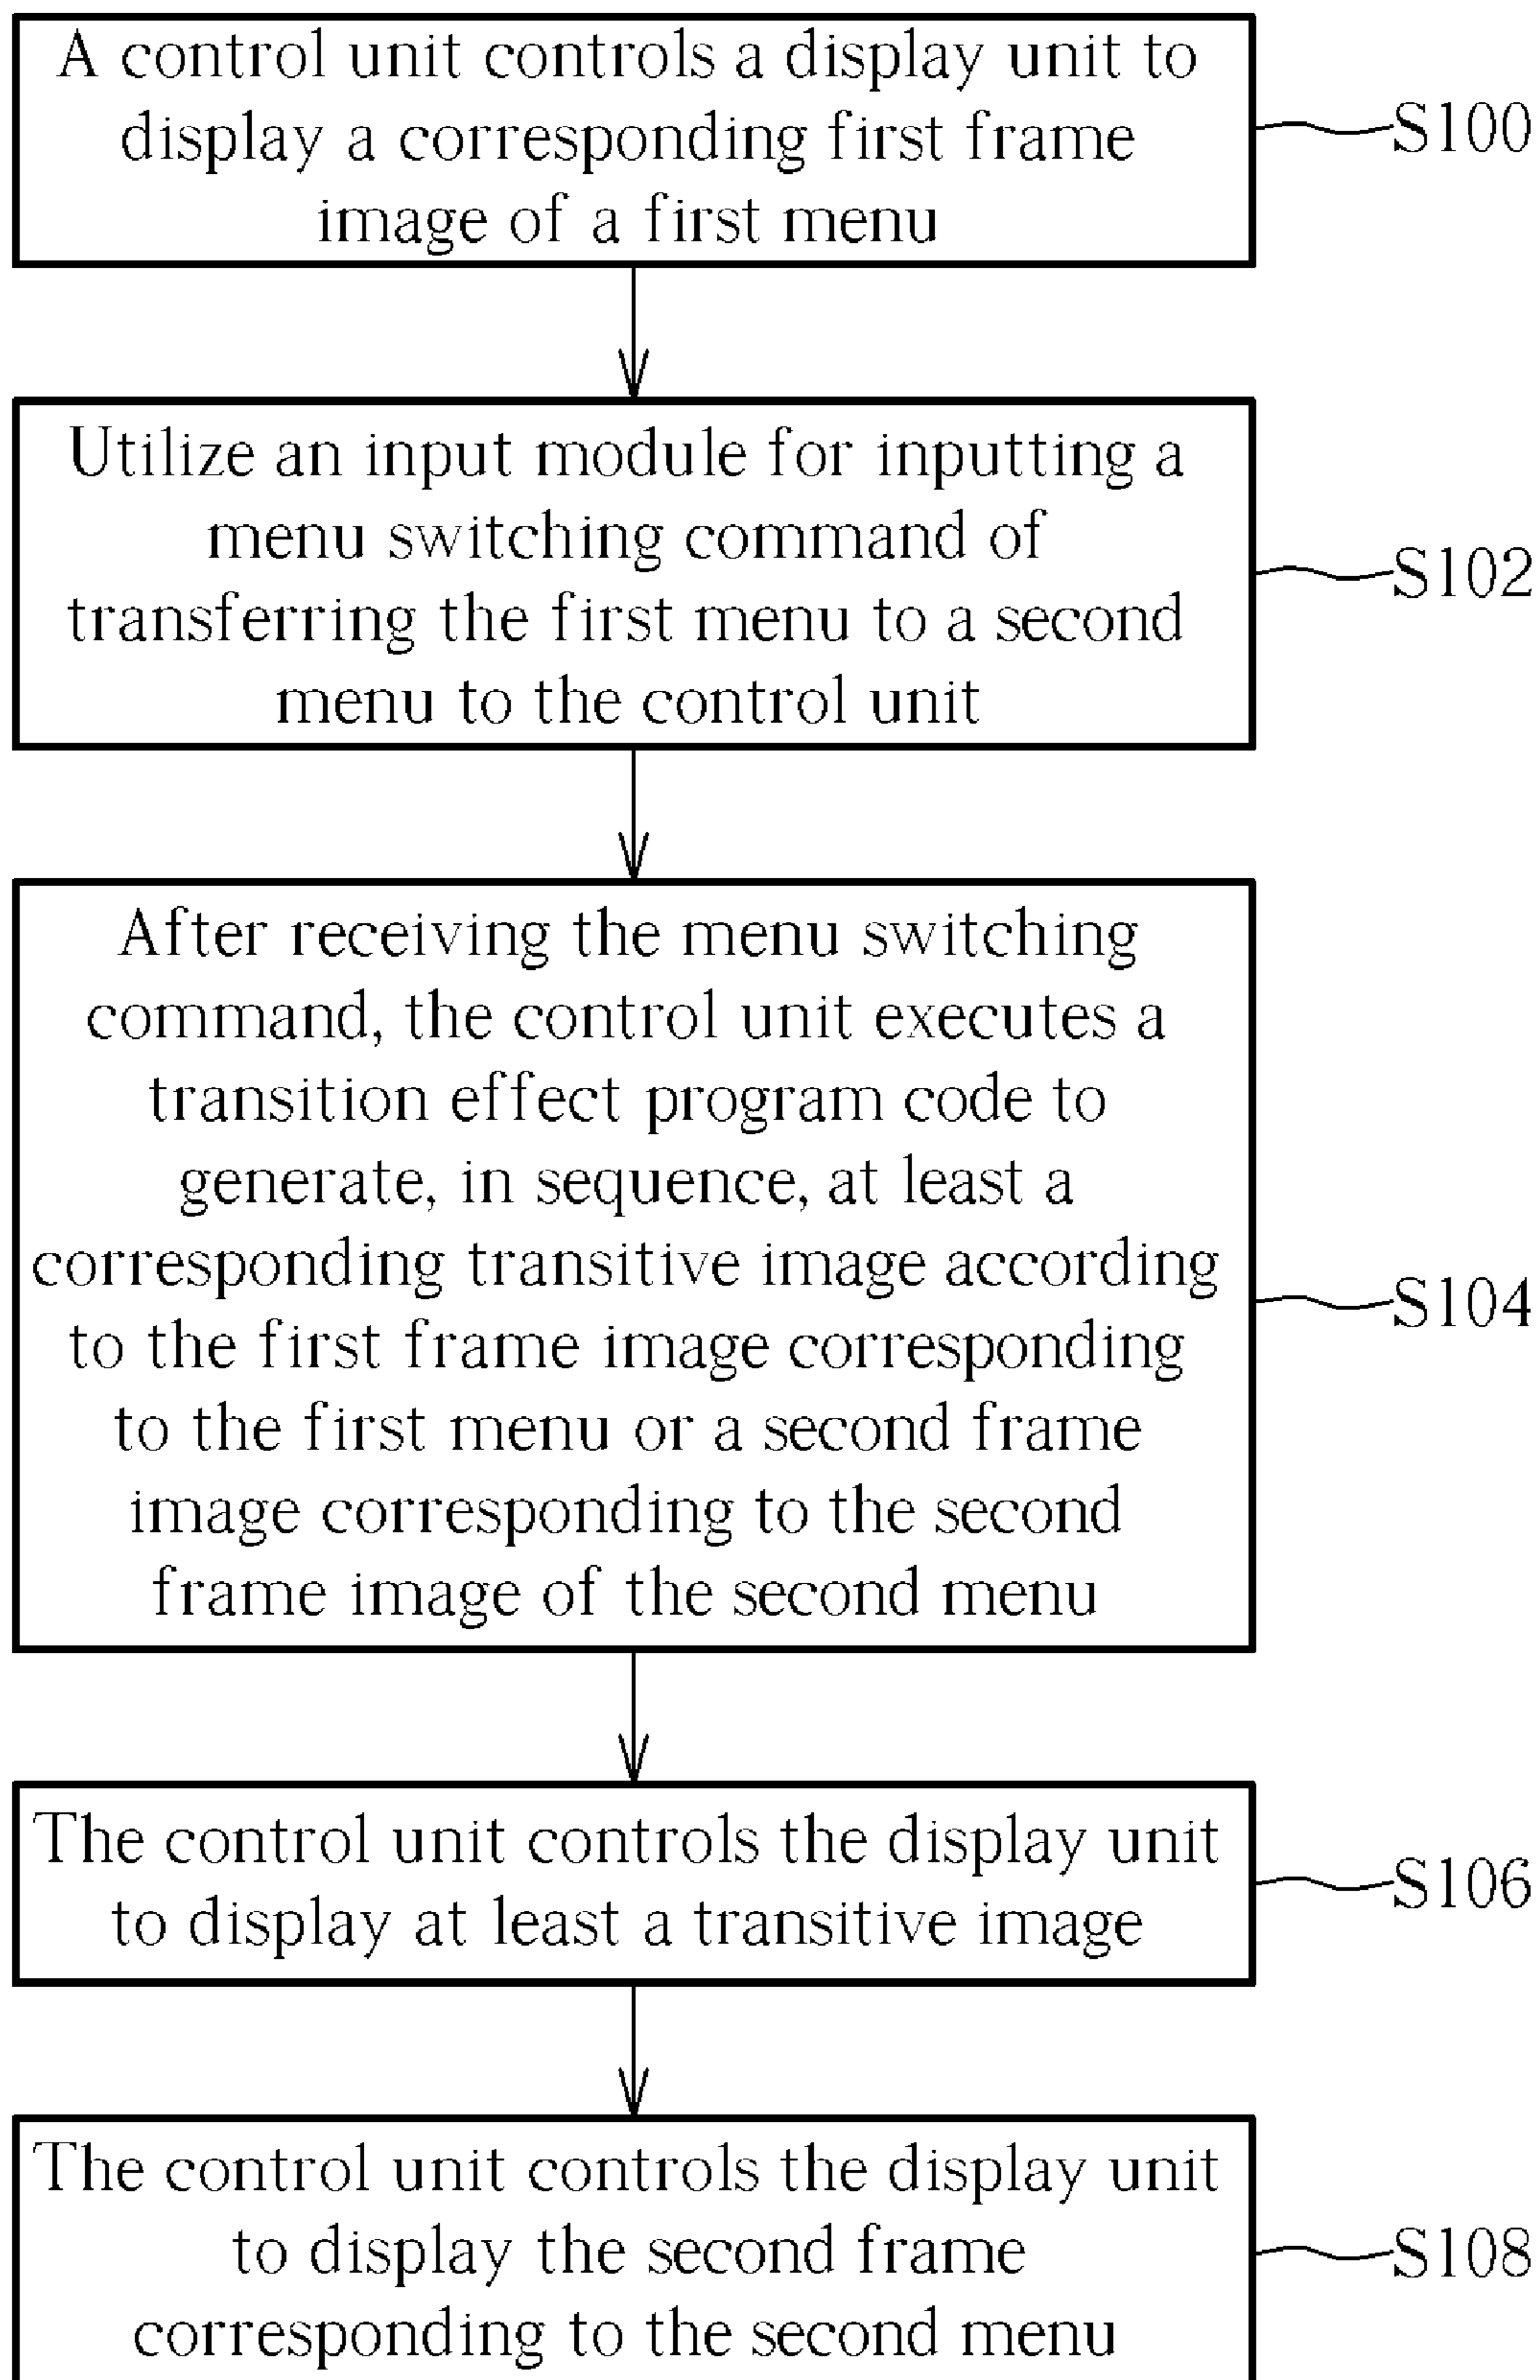 A control unit controls a display unit to
display a corresponding first frame
image of a first menu
S100
Utilize an input module for inputting a
menu switching command of
transferring the first menu to a second
menu to the control unit
S102
After receiving the menu switching
command, the control unit executes a
transition effect program code to
generate, in sequence, at least a
corresponding transitive image according
to the first frame image corresponding
to the first menu or a second frame
image corresponding to the second
frame image of the second menu
S104
The control unit controls the display unit
to display at least a transitive image
S106
The control unit controls the display unit
to display the second frame
corresponding to the second menu
S108